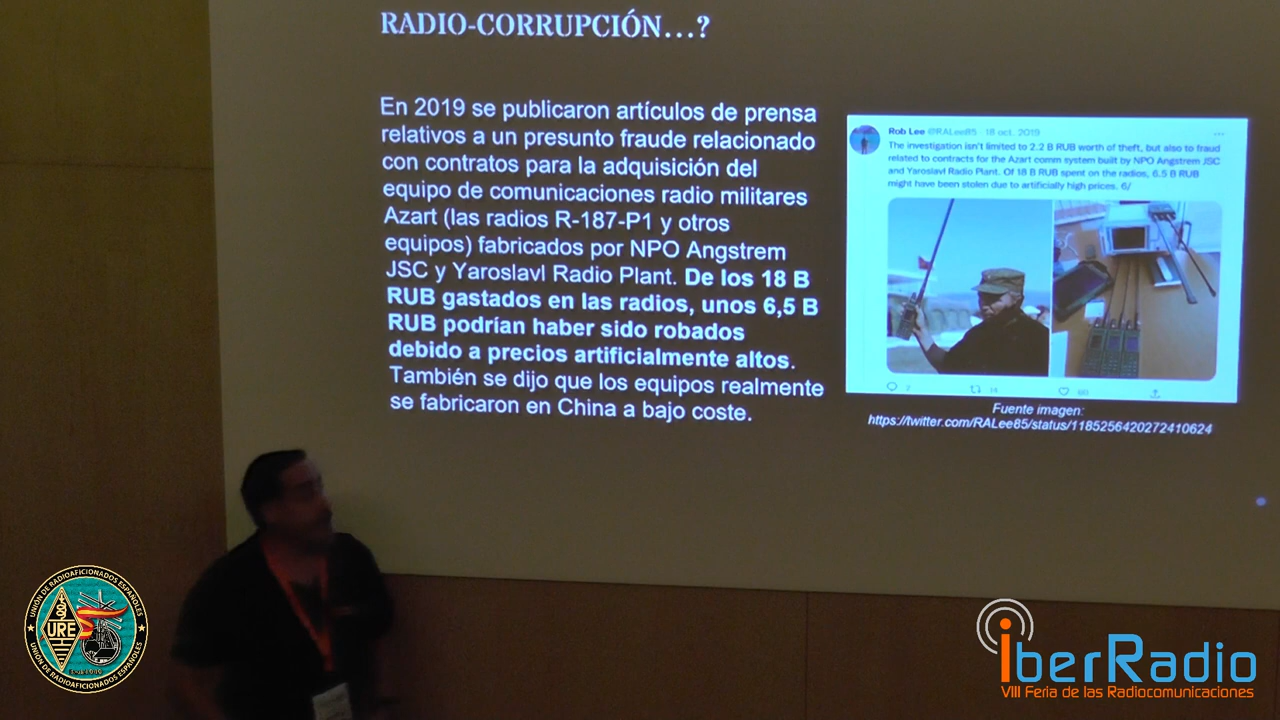 RADIO-CORRUPCIÓN...?
En 2019 se publicaron artículos de prensa
relativos a un presunto fraude relacionado
con contratos para la adquisición del
equipo de comunicaciones radio militares
Azart (las radios R-187-P1 y otros
equipos) fabricados por NPO Angstrem
JSC y Yaroslavl Radio Plant. De los 18 B
RUB gastados en las radios, unos 6,5 B
RUB podrían haber sido robados
debido a precios artificialmente altos.
También se dijo que los equipos realmente
se fabricaron en China a bajo coste.
Rob Lee @RALee85 · 18 oct. 2019
The investigation isn't limited to 2.2 B RUB worth of theft, but also to fraud
related to contracts for the Azart comm system built by NPO Angstrem JSC
and Yaroslavl Radio Plant. Of 18 B RUB spent on the radios, 6.5 B RUB
might have been stolen due to artificially high prices. 6/
Fuente imagen:
https://twitter.com/RALee85/status/1185256420272410624
UNIÓN DE RADIOAFICIONADOS ESPAÑOLES
URE
UNIÓN DE RADIOAFICIONADOS ESPAÑOLES
IberRadio
VIII Feria de las Radiocomunicaciones